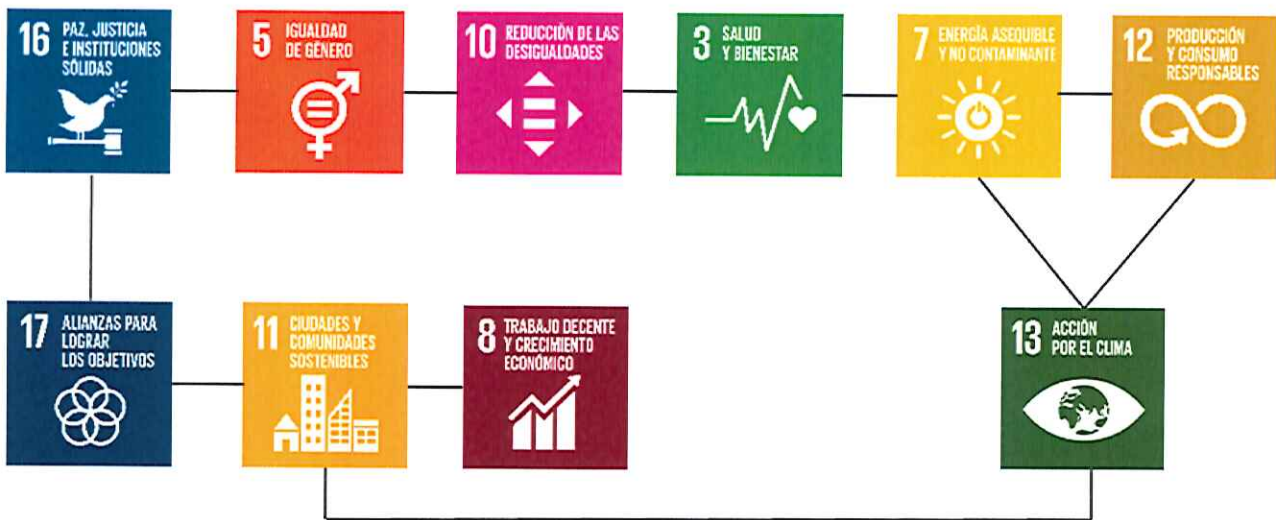 16 PAZ, JUSTICIA
E INSTITUCIONES
SÓLIDAS
5 IGUALDAD
DE GÉNERO
10 REDUCCIÓN DE LAS
DESIGUALDADES
3 SALUD
Y BIENESTAR
7 ENERGÍA ASEQUIBLE
Y NO CONTAMINANTE
12 PRODUCCIÓN
Y CONSUMO
RESPONSABLES
17 ALIANZAS PARA
LOGRAR
LOS OBJETIVOS
11 CIUDADES Y
COMUNIDADES
SOSTENIBLES
8 TRABAJO DECENTE
Y CRECIMIENTO
ECONÓMICO
13 ACCIÓN
POR EL CLIMA